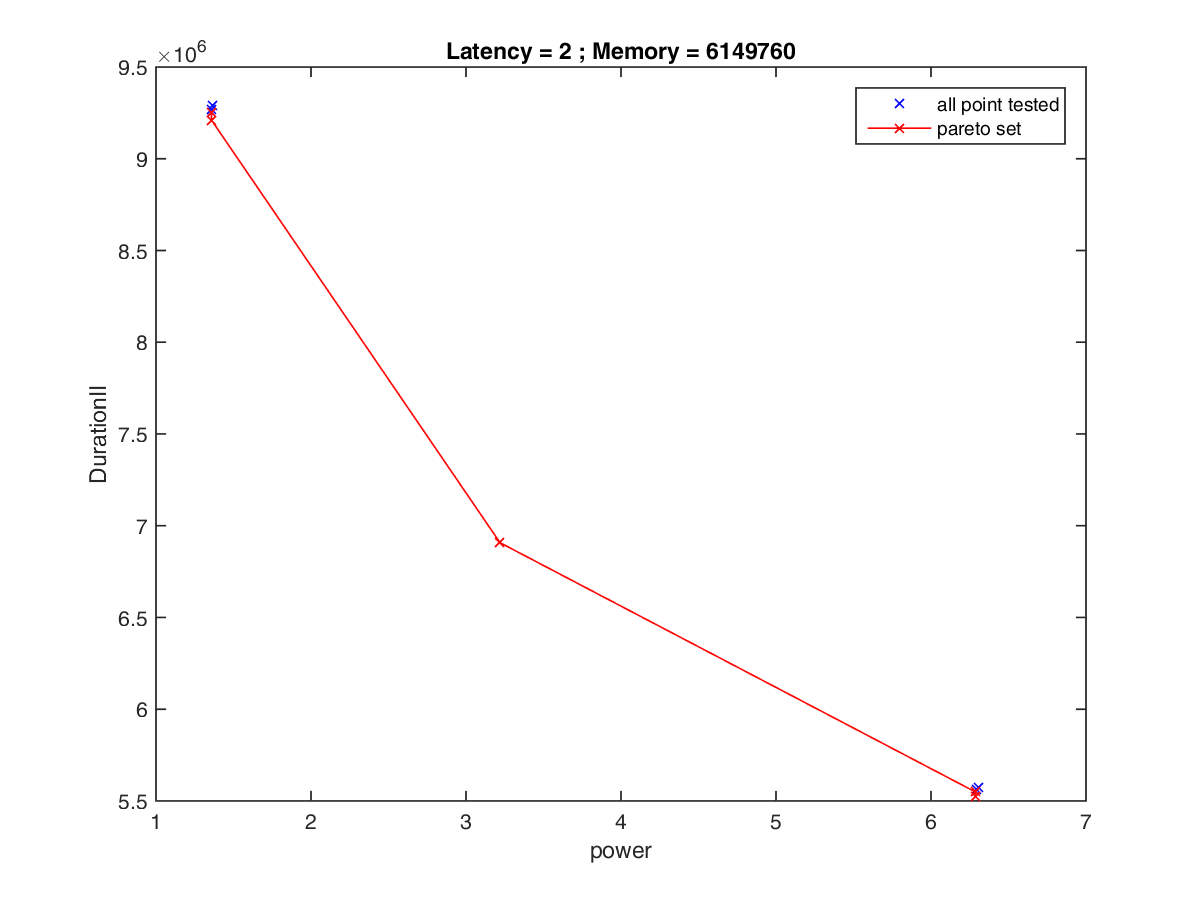 Latency = 2 ; Memory = 6149760
×10^6
9.5
9
8.5
8
7.5
7
6.5
6
5.5
DurationII
all point tested
pareto set
1 2 3 4 5 6 7
power